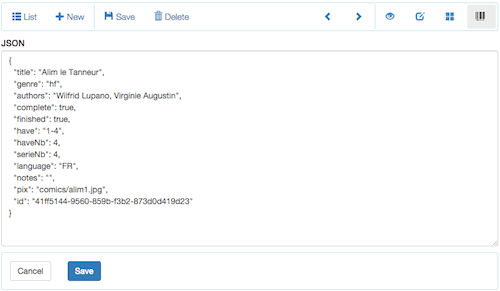 List New Save Delete
JSON
{
"title": "Alim le Tanneur",
"genre": "hf",
"authors": "Wilfrid Lupano, Virginie Augustin",
"complete": true,
"finished": true,
"have": "1-4",
"haveNb": 4,
"serieNb": 4,
"language": "FR",
"notes": "",
"pix": "comics/alim1.jpg",
"id": "41ff5144-9560-859b-f3b2-873d0d419d23"
}
Cancel Save